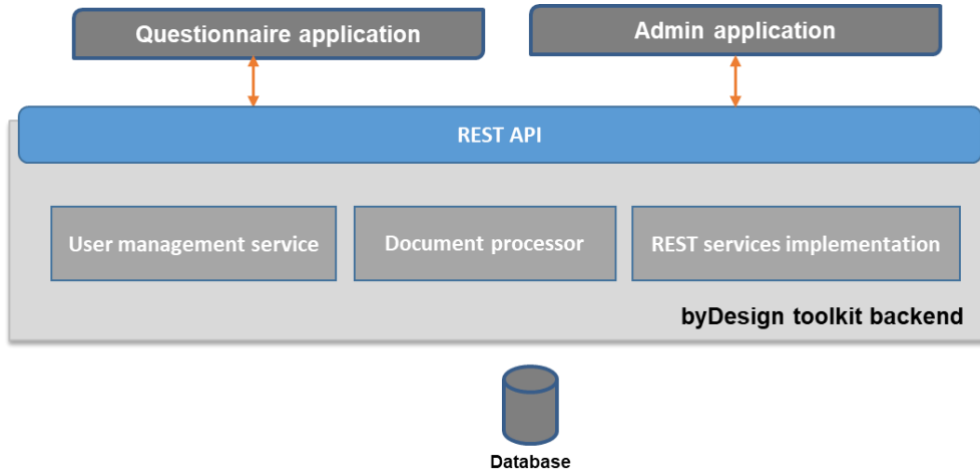 Questionnaire application
Admin application
REST API
User management service
Document processor
REST services implementation
byDesign toolkit backend
Database